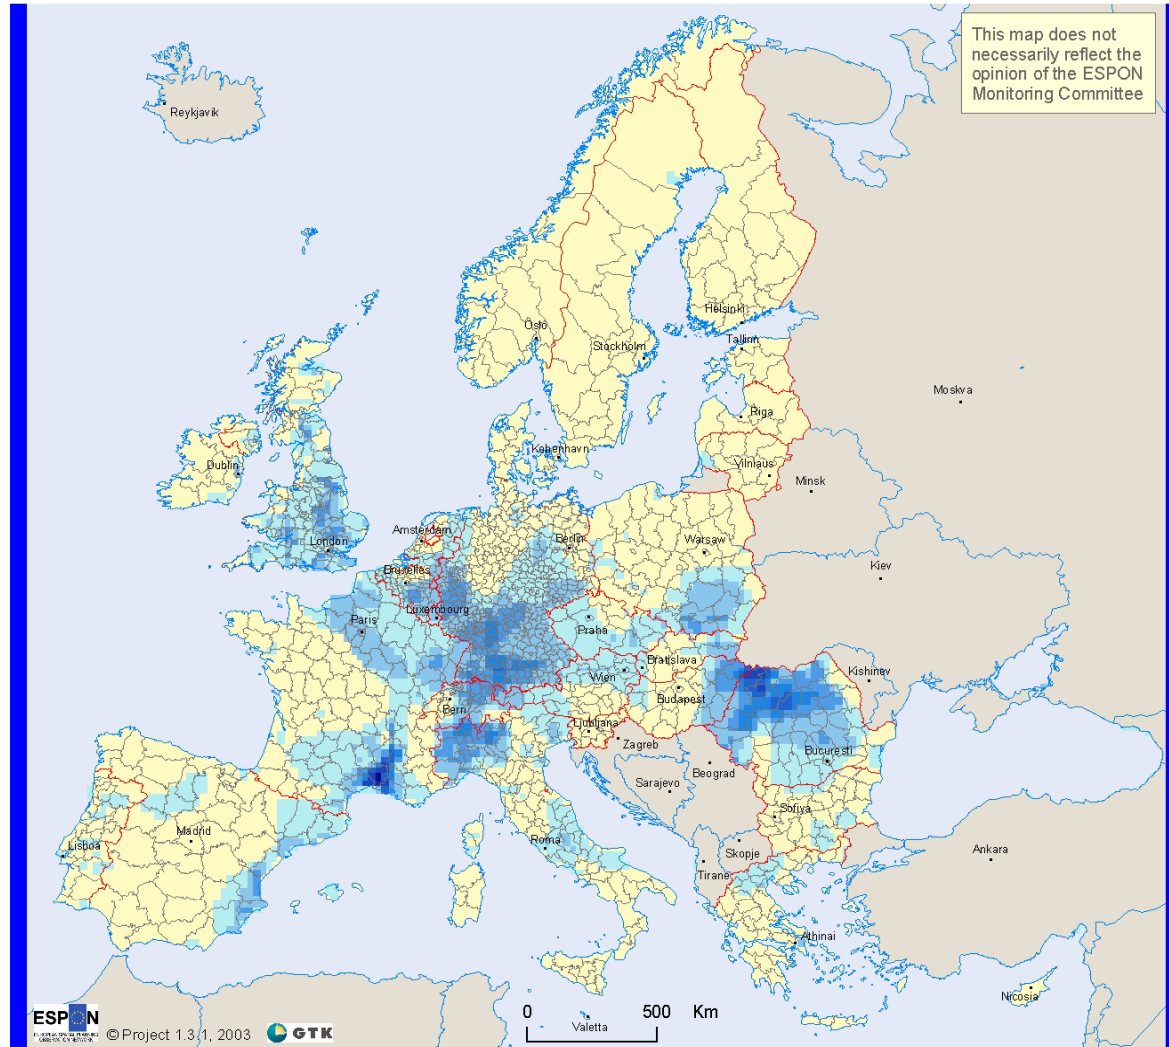 This map does not
necessarily reflect the
opinion of the ESPON
Monitoring Committee
Reykjavik
Helsinki
Oslo
Tallinn
Stockholm
Moskva
Riga
København
Dublin
Vilniaus
Minsk
Amsterdam
London
Berlin
Warsaw
Bruxelles
Kiev
Luxembourg
Paris
Praha
Bratislava
Wien
Kishinev
Budapest
Bern
Ljubljana
Zagreb
Bucuresti
Beograd
Sarajevo
Madrid
Sofiya
Lisboa
Roma
Skopje
Ankara
Tirane
Athinai
Nicosia
0 500 Km
Valetta
ESPON
© Project 1.3.1, 2003
GTK